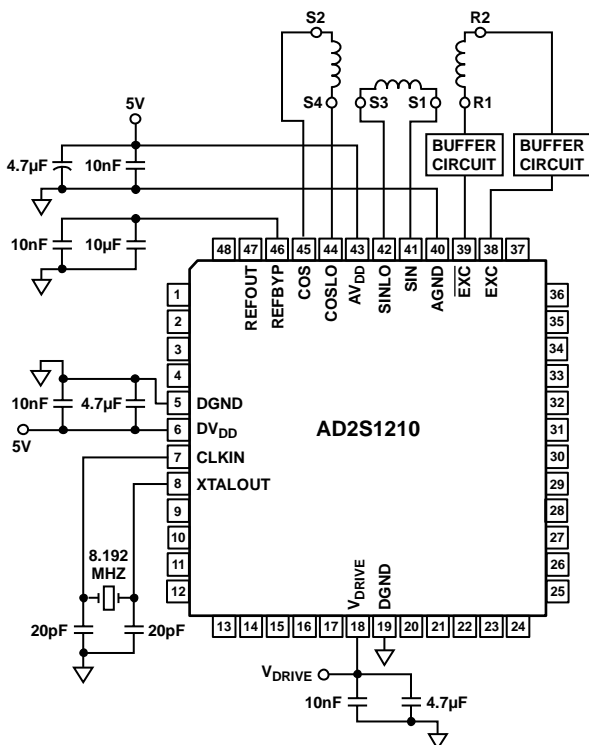 S2
R2
S4
S3
S1
R1
5V
BUFFER
CIRCUIT
BUFFER
CIRCUIT
4.7µF
10nF
10nF
10µF
48
47
46
45
44
43
42
41
40
39
38
37
REFOUT
REFBYP
COS
COSLO
AVDD
SINLO
SIN
AGND
EXC
EXC
1
2
3
4
5
6
7
8
9
10
11
12
DGND
DVDD
CLKIN
XTALOUT
AD2S1210
36
35
34
33
32
31
30
29
28
27
26
25
10nF
4.7µF
5V
8.192
MHZ
20pF
20pF
VDRIVE
DGND
13
14
15
16
17
18
19
20
21
22
23
24
VDRIVE
10nF
4.7µF